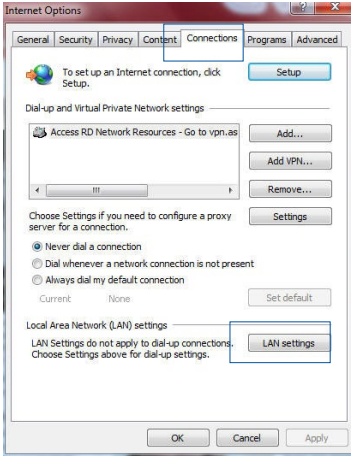 Internet Options
General Security Privacy Content Connections Programs Advanced
To set up an Internet connection, click
Setup.
Setup
Dial-up and Virtual Private Network settings
Access RD Network Resources - Go to vpn.as
Add...
Add VPN...
Remove...
Choose Settings if you need to configure a proxy
server for a connection.
Settings
Never dial a connection
Dial whenever a network connection is not present
Always dial my default connection
Current None
Set default
Local Area Network (LAN) settings
LAN Settings do not apply to dial-up connections.
Choose Settings above for dial-up settings.
LAN settings
OK Cancel Apply